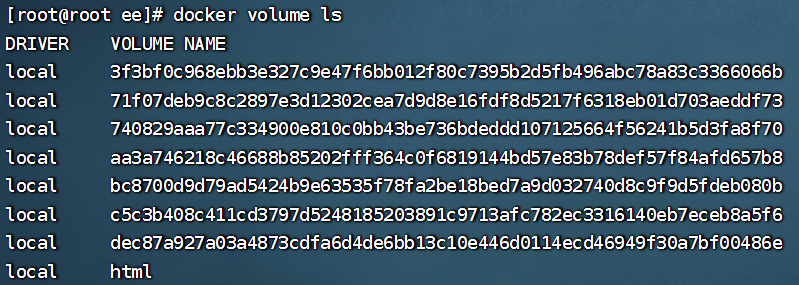 [root@root ee]# docker volume ls
DRIVER    VOLUME NAME
local     3f3bf0c968ebb3e327c9e47f6bb012f80c7395b2d5fb496abc78a83c3366066b
local     71f07deb9c8c2897e3d12302cea7d9d8e16fdf8d5217f6318eb01d703aeddf73
local     740829aaa77c334900e810c0bb43be736bdeddd107125664f56241b5d3fa8f70
local     aa3a746218c46688b85202fff364c0f6819144bd57e83b78def57f84afd657b8
local     bc8700d9d79ad5424b9e63535f78fa2be18bed7a9d032740d8c9f9d5fdeb080b
local     c5c3b408c411cd3797d5248185203891c9713afc782ec3316140eb7eceb8a5f6
local     dec87a927a03a4873cdfa6d4de6bb13c10e446d0114ecd46949f30a7bf00486e
local     html